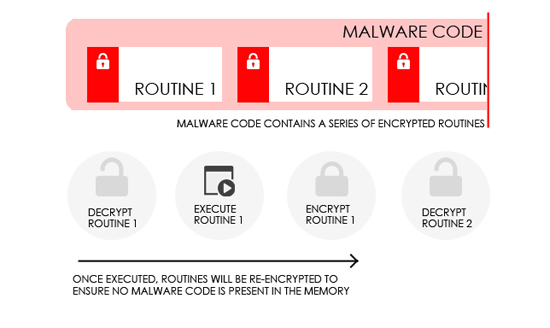 MALWARE CODE
ROUTINE 1
ROUTINE 2
ROUTIN
MALWARE CODE CONTAINS A SERIES OF ENCRYPTED ROUTINES
DECRYPT
ROUTINE 1
EXECUTE
ROUTINE 1
ENCRYPT
ROUTINE 1
DECRYPT
ROUTINE 2
ONCE EXECUTED, ROUTINES WILL BE RE-ENCRYPTED TO
ENSURE NO MALWARE CODE IS PRESENT IN THE MEMORY